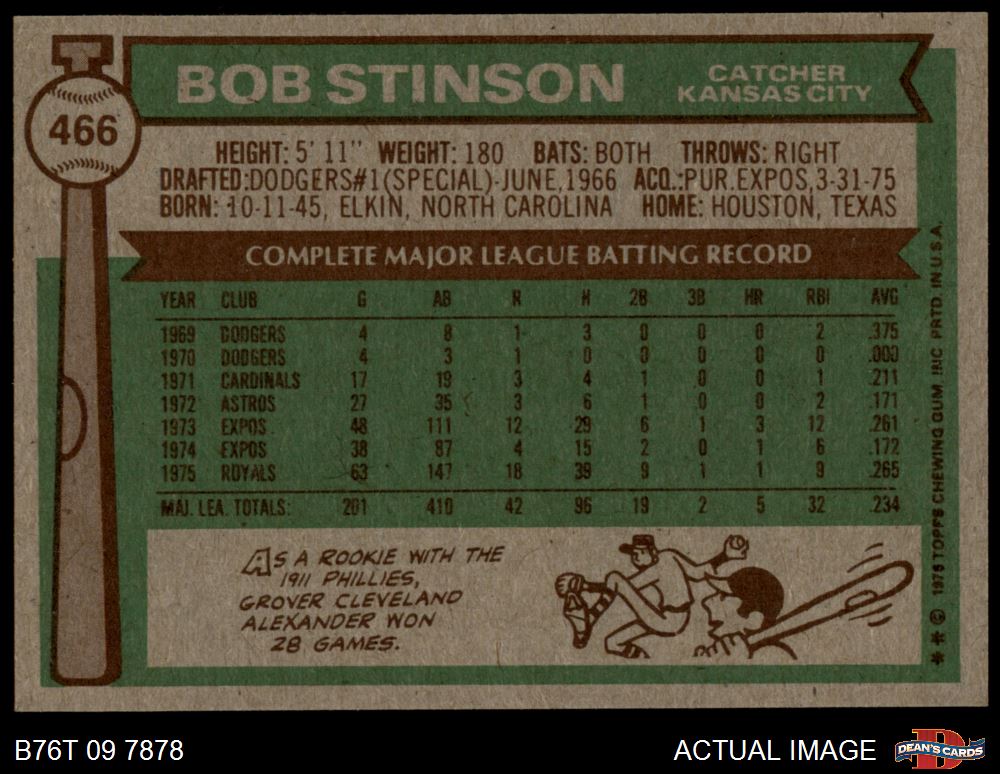 466
BOB STINSON
CATCHER
KANSAS CITY
HEIGHT: 5' 11" WEIGHT: 180 BATS: BOTH THROWS: RIGHT
DRAFTED: DODGERS #1 (SPECIAL)-JUNE, 1966 ACQ.: PUR. EXPOS, 3-31-75
BORN: 10-11-45, ELKIN, NORTH CAROLINA HOME: HOUSTON, TEXAS
COMPLETE MAJOR LEAGUE BATTING RECORD
YEAR CLUB G AB R H 2B 3B HR RBI AVG
1969 DODGERS 4 8 1 3 0 0 0 2 .375
1970 DODGERS 4 3 1 0 0 0 0 0 .000
1971 CARDINALS 17 19 3 4 1 0 0 1 .211
1972 ASTROS 27 35 3 6 1 0 0 2 .171
1973 EXPOS 48 111 12 29 6 1 3 12 .261
1974 EXPOS 38 87 4 15 2 0 1 6 .172
1975 ROYALS 63 147 18 39 9 1 1 9 .265
MAJ. LEA. TOTALS: 201 410 42 96 19 2 5 32 .234
AS A ROOKIE WITH THE
1911 PHILLIES,
GROVER CLEVELAND
ALEXANDER WON
28 GAMES.
** © 1976 TOPPS CHEWING GUM, INC. PRTD. IN U.S.A.
B76T 09 7878
ACTUAL IMAGE
D
DEAN'S CARDS